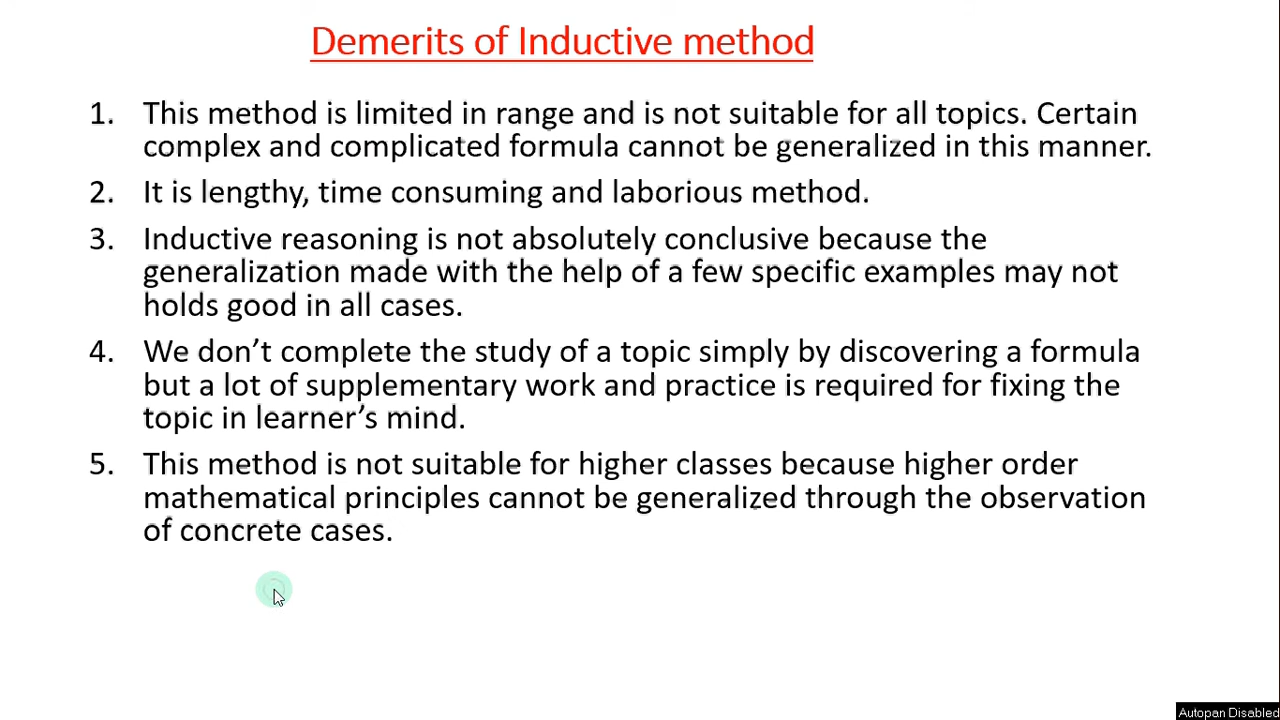 Demerits of Inductive method
1. This method is limited in range and is not suitable for all topics. Certain
complex and complicated formula cannot be generalized in this manner.
2. It is lengthy, time consuming and laborious method.
3. Inductive reasoning is not absolutely conclusive because the
generalization made with the help of a few specific examples may not
holds good in all cases.
4. We don’t complete the study of a topic simply by discovering a formula
but a lot of supplementary work and practice is required for fixing the
topic in learner’s mind.
5. This method is not suitable for higher classes because higher order
mathematical principles cannot be generalized through the observation
of concrete cases.
Autopan Disabled